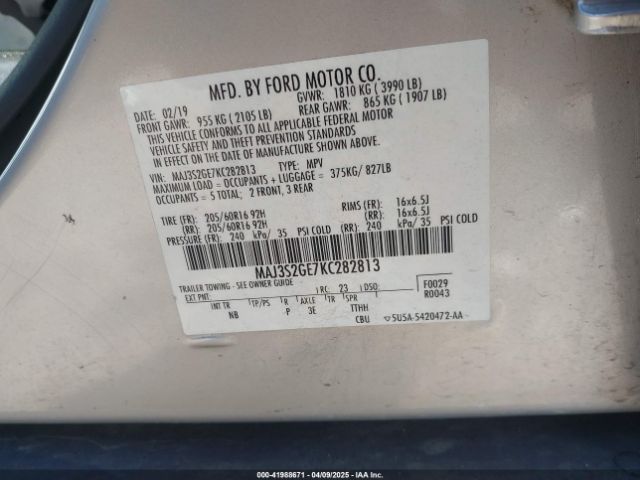 MFD. BY FORD MOTOR CO.
DATE: 02/19 GVWR: 1810 KG ( 3990 LB)
FRONT GAWR: 955 KG ( 2105 LB) REAR GAWR: 865 KG ( 1907 LB)
THIS VEHICLE CONFORMS TO ALL APPLICABLE FEDERAL MOTOR
VEHICLE SAFETY AND THEFT PREVENTION STANDARDS
IN EFFECT ON THE DATE OF MANUFACTURE SHOWN ABOVE.
VIN: MAJ3S2GE7KC282813 TYPE: MPV
MAXIMUM LOAD = OCCUPANTS + LUGGAGE = 375KG/ 827LB
OCCUPANTS = 5 TOTAL; 2 FRONT, 3 REAR
TIRE (FR): 205/60R16 92H RIMS (FR): 16x6.5J
(RR): 205/60R16 92H (RR): 16x6.5J
PRESSURE (FR): 240 kPa/ 35 PSI COLD (RR): 240 kPa/ 35 PSI COLD
MAJ3S2GE7KC282813
TRAILER TOWING - SEE OWNER GUIDE RC: 23 DSO: F0029
EXT PNT: R0043
INT TR TP/PS R AXLE TR SPR
NB P 3E TTHH
CBU 5U5A-5420472-AA
000-41988671 - 04/09/2025 - IAAI.COM